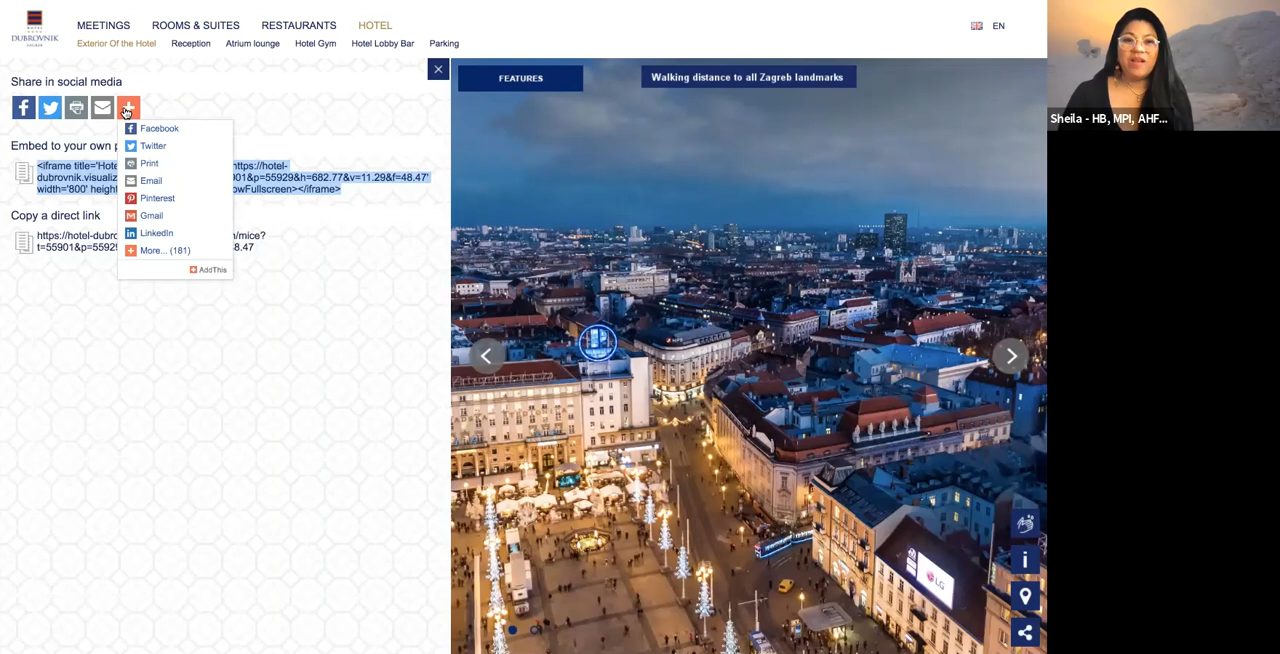 HOTEL
DUBROVNIK
ZAGREB
MEETINGS ROOMS & SUITES RESTAURANTS HOTEL
Exterior Of the Hotel Reception Atrium lounge Hotel Gym Hotel Lobby Bar Parking
EN
Share in social media
Facebook
Twitter
Print
Email
Pinterest
Gmail
LinkedIn
More... (181)
AddThis
Embed to your own p
<iframe title='Hote https://hotel-
dubrovnik.visualiz 901&p=55929&h=682.77&v=11.29&f=48.47'
width='800' height owFullscreen></iframe>
Copy a direct link
https://hotel-dubro m/mice?
t=55901&p=5592 8.47
FEATURES
Walking distance to all Zagreb landmarks
LG
Sheila - HB, MPI, AHF...